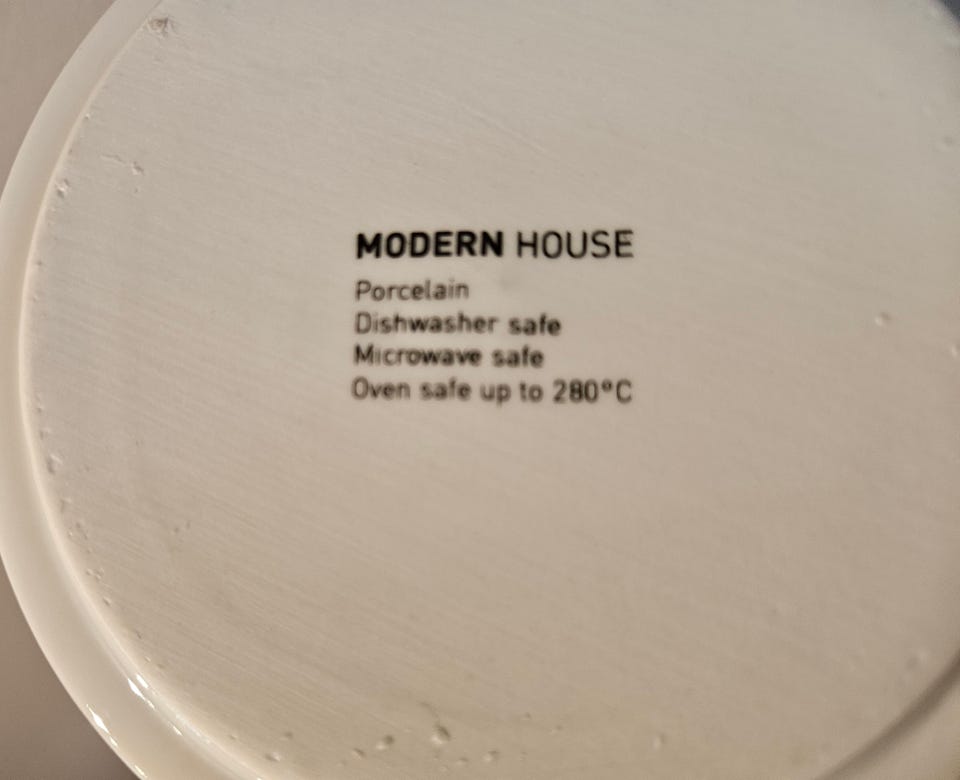 MODERN HOUSE
Porcelain
Dishwasher safe
Microwave safe
Oven safe up to 280°C